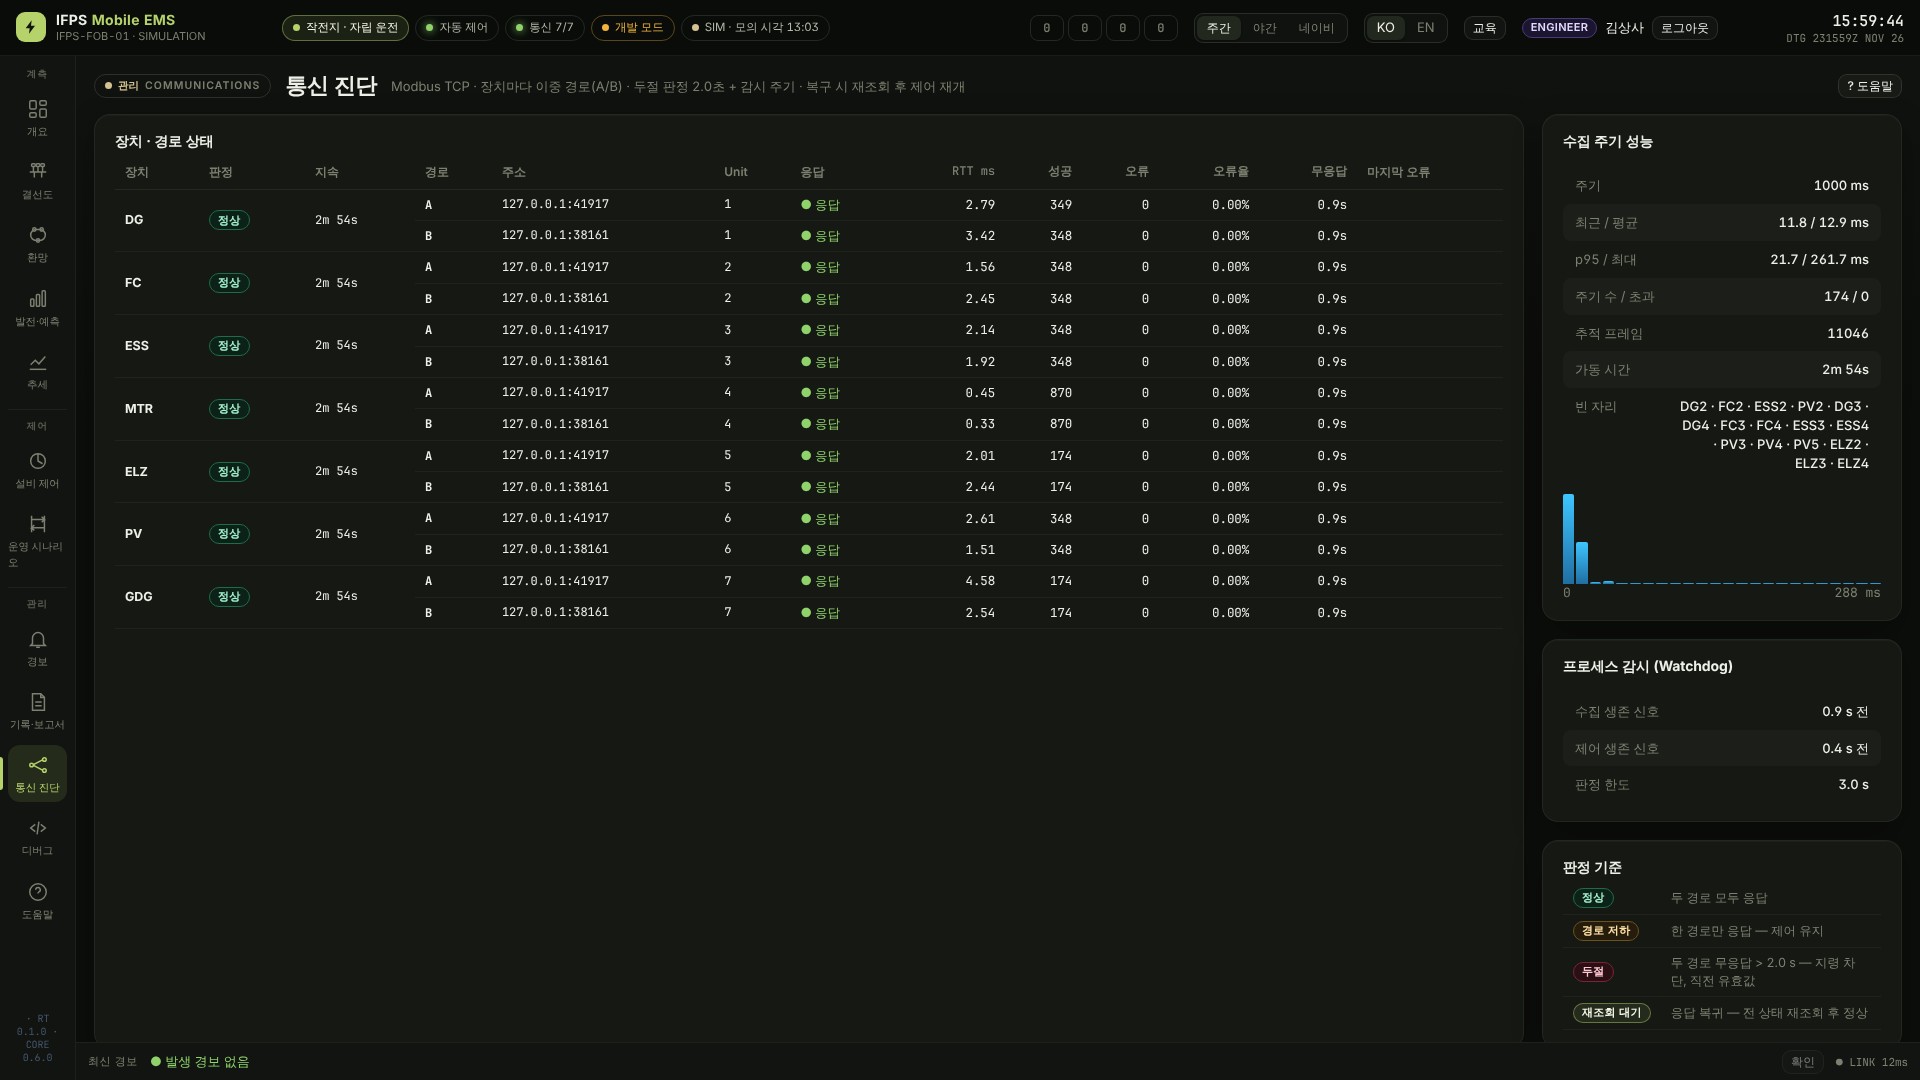 IFPS Mobile EMS
IFPS-FOB-01 · SIMULATION
작전지 · 자립 운전
자동 제어
통신 7/7
개발 모드
SIM · 모의 시각 13:03
0 0 0 0
주간 야간 네이비
KO EN
교육
ENGINEER 김상사 로그아웃
15:59:44
DTG 231559Z NOV 26
계측
개요
결선도
환망
발전·예측
추세
제어
설비 제어
운영 시나리
오
관리
경보
기록·보고서
통신 진단
디버그
도움말
· RT
0.1.0 ·
CORE
0.6.0
관리 COMMUNICATIONS
통신 진단
Modbus TCP · 장치마다 이중 경로(A/B) · 두절 판정 2.0초 + 감시 주기 · 복구 시 재조회 후 제어 재개
? 도움말
장치 · 경로 상태
장치 판정 지속 경로 주소 Unit 응답 RTT ms 성공 오류 오류율 무응답 마지막 오류
DG 정상 2m 54s A 127.0.0.1:41917 1 응답 2.79 349 0 0.00% 0.9s
B 127.0.0.1:38161 1 응답 3.42 348 0 0.00% 0.9s
FC 정상 2m 54s A 127.0.0.1:41917 2 응답 1.56 348 0 0.00% 0.9s
B 127.0.0.1:38161 2 응답 2.45 348 0 0.00% 0.9s
ESS 정상 2m 54s A 127.0.0.1:41917 3 응답 2.14 348 0 0.00% 0.9s
B 127.0.0.1:38161 3 응답 1.92 348 0 0.00% 0.9s
MTR 정상 2m 54s A 127.0.0.1:41917 4 응답 0.45 870 0 0.00% 0.9s
B 127.0.0.1:38161 4 응답 0.33 870 0 0.00% 0.9s
ELZ 정상 2m 54s A 127.0.0.1:41917 5 응답 2.01 174 0 0.00% 0.9s
B 127.0.0.1:38161 5 응답 2.44 174 0 0.00% 0.9s
PV 정상 2m 54s A 127.0.0.1:41917 6 응답 2.61 348 0 0.00% 0.9s
B 127.0.0.1:38161 6 응답 1.51 348 0 0.00% 0.9s
GDG 정상 2m 54s A 127.0.0.1:41917 7 응답 4.58 174 0 0.00% 0.9s
B 127.0.0.1:38161 7 응답 2.54 174 0 0.00% 0.9s
수집 주기 성능
주기 1000 ms
최근 / 평균 11.8 / 12.9 ms
p95 / 최대 21.7 / 261.7 ms
주기 수 / 초과 174 / 0
추적 프레임 11046
가동 시간 2m 54s
빈 자리 DG2 · FC2 · ESS2 · PV2 · DG3 ·
DG4 · FC3 · FC4 · ESS3 · ESS4
· PV3 · PV4 · PV5 · ELZ2 ·
ELZ3 · ELZ4
0 288 ms
프로세스 감시 (Watchdog)
수집 생존 신호 0.9 s 전
제어 생존 신호 0.4 s 전
판정 한도 3.0 s
판정 기준
정상 두 경로 모두 응답
경로 저하 한 경로만 응답 — 제어 유지
두절 두 경로 무응답 > 2.0 s — 지령 차
단, 직전 유효값
재조회 대기 응답 복귀 — 전 상태 재조회 후 정상
최신 경보 발생 경보 없음
확인 LINK 12ms